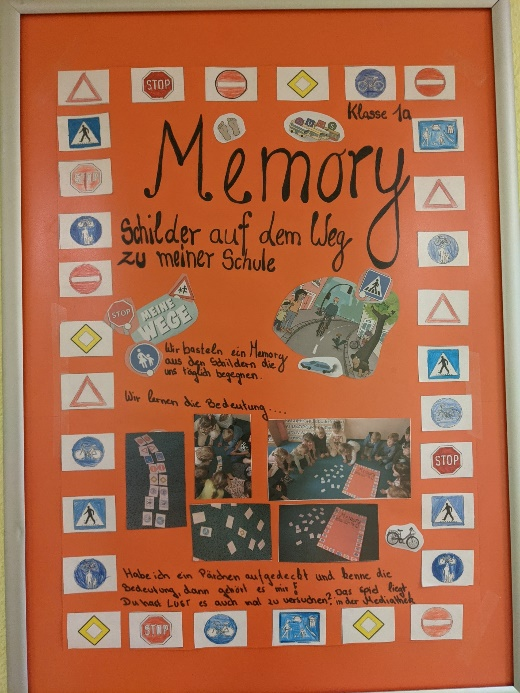 STOP
Klasse 1a
Memory
STOP
Schilder auf dem Weg
zu meiner Schule
STOP
MEINE
WEGE
Wir basteln ein Memory
aus den Schildern die
uns täglich begegnen.
Wir lernen die Bedeutung....
STOP
Habe ich ein Pärchen aufgedeckt und kenne die
Bedeutung, dann gehört es mir!
Du hast LUST es auch mal zu versuchen? Das Spiel liegt
in der Mediathek
STOP